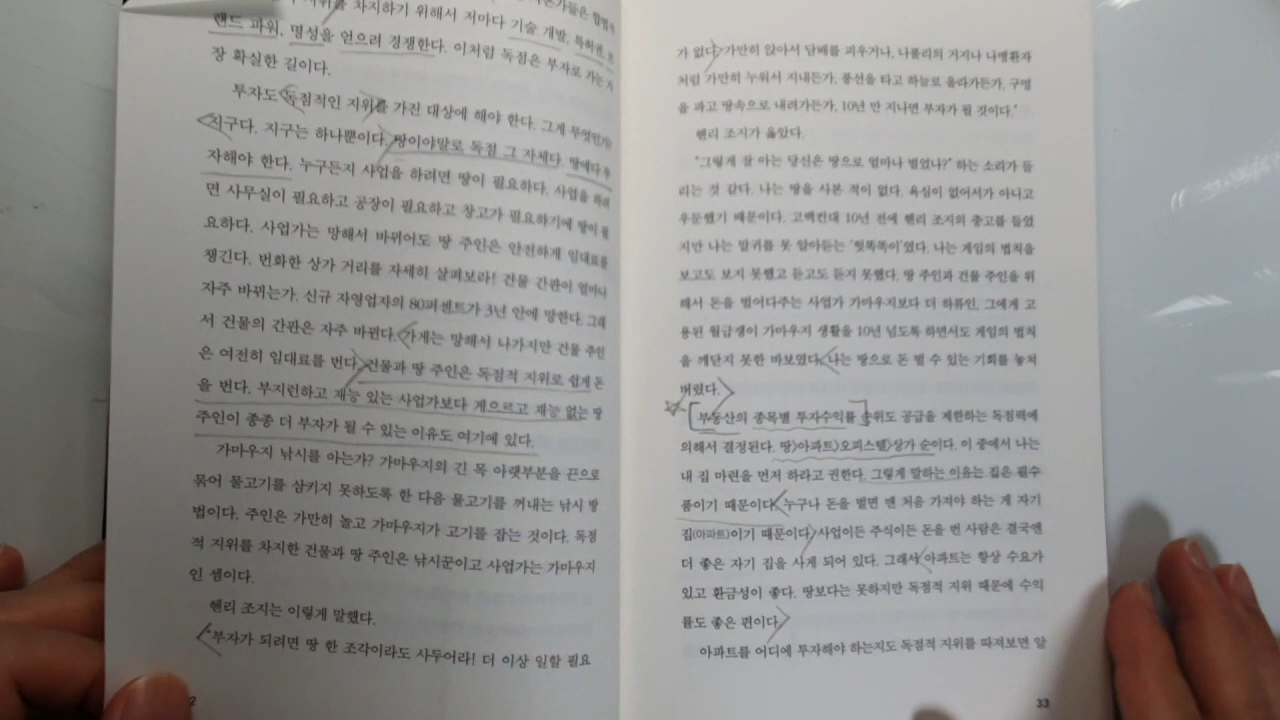 지위를 차지하기 위해서 저마다 기술 개발, 특허권, 브
랜드 파워, 명성을 얻으려 경쟁한다. 이처럼 독점은 부자로 가는 가
장 확실한 길이다.
투자도 독점적인 지위를 가진 대상에 해야 한다. 그게 무엇인가?
지구다. 지구는 하나뿐이다. 땅이야말로 독점 그 자체다. 땅에다 투
자해야 한다. 누구든지 사업을 하려면 땅이 필요하다. 사업을 하려
면 사무실이 필요하고 공장이 필요하고 창고가 필요하기에 땅이 필
요하다. 사업가는 망해서 바뀌어도 땅 주인은 안전하게 임대료를
챙긴다. 번화한 상가 거리를 자세히 살펴보라! 건물 간판이 얼마나
자주 바뀌는가. 신규 자영업자의 80퍼센트가 3년 안에 망한다. 그래
서 건물의 간판은 자주 바뀐다. 가게는 망해서 나가지만 건물 주인
은 여전히 임대료를 번다. 건물과 땅 주인은 독점적 지위로 쉽게 돈
을 번다. 부지런하고 재능 있는 사업가보다 게으르고 재능 없는 땅
주인이 종종 더 부자가 될 수 있는 이유도 여기에 있다.
가마우지 낚시를 아는가? 가마우지의 긴 목 아랫부분을 끈으로
묶어 물고기를 삼키지 못하도록 한 다음 물고기를 꺼내는 낚시 방
법이다. 주인은 가만히 놀고 가마우지가 고기를 잡는 것이다. 독점
적 지위를 차지한 건물과 땅 주인은 낚시꾼이고 사업가는 가마우지
인 셈이다.
헨리 조지는 이렇게 말했다.
"부자가 되려면 땅 한 조각이라도 사두어라! 더 이상 일할 필요
2
가 없다. 가만히 앉아서 담배를 피우거나, 나폴리의 거지나 나병환자
처럼 가만히 누워서 지내든가, 풍선을 타고 하늘로 올라가든가, 구멍
을 파고 땅속으로 내려가든가, 10년 만 지나면 부자가 될 것이다."
헨리 조지가 옳았다.
"그렇게 잘 아는 당신은 땅으로 얼마나 벌었나?" 하는 소리가 들
리는 것 같다. 나는 땅을 사본 적이 없다. 욕심이 없어서가 아니고
우둔했기 때문이다. 고백컨대 10년 전에 헨리 조지의 충고를 들었
지만 나는 말귀를 못 알아듣는 '헛똑똑이'였다. 나는 게임의 법칙을
보고도 보지 못했고 듣고도 듣지 못했다. 땅 주인과 건물 주인을 위
해서 돈을 벌어다주는 사업가 가마우지보다 더 하류인, 그에게 고
용된 월급쟁이 가마우지 생활을 10년 넘도록 하면서도 게임의 법칙
을 깨닫지 못한 바보였다. 나는 땅으로 돈 벌 수 있는 기회를 놓쳐
버렸다.
부동산의 종목별 투자수익률 순위도 공급을 제한하는 독점력에
의해서 결정된다. 땅>아파트>오피스텔>상가 순이다. 이 중에서 나는
내 집 마련을 먼저 하라고 권한다. 그렇게 말하는 이유는 집은 필수
품이기 때문이다. 누구나 돈을 벌면 맨 처음 가져야 하는 게 자기
집(아파트)이기 때문이다. 사업이든 주식이든 돈을 번 사람은 결국엔
더 좋은 자기 집을 사게 되어 있다. 그래서 아파트는 항상 수요가
있고 환금성이 좋다. 땅보다는 못하지만 독점적 지위 때문에 수익
률도 좋은 편이다.
아파트를 어디에 투자해야 하는지도 독점적 지위를 따져보면 알
33